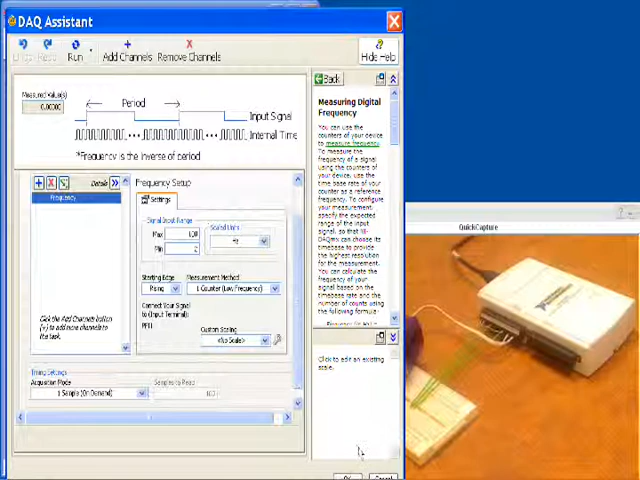 DAQ Assistant
Undo Redo Run Add Channels Remove Channels
Hide Help
Back
Measured Value(s)
0.00000
Period
Input Signal
Internal Time
*Frequency is the inverse of period
Details
Frequency
Click the Add Channels button
(+) to add more channels to
the task.
Frequency Setup
Settings
Signal Input Range
Max
Min
2
Scaled Units
Hz
Starting Edge
Rising
Measurement Method
1 Counter (Low Frequency)
Connect Your Signal
to (Input Terminal):
Custom Scaling
<No Scale>
Timing Settings
Acquisition Mode
1 Sample (On Demand)
Samples to Read
100
Measuring Digital
Frequency
You can use the
counters of your device
to measure frequency.
To measure the
frequency of a signal
using the counters of
your device, use the
time base rate of your
counter as a reference
frequency. To configure
your measurement,
specify the expected
range of the input
signal, so that NI-
DAQmx can choose its
timebase to provide
the highest resolution
for the measurement.
You can calculate the
frequency of your
signal based on the
timebase rate and the
number of counts using
the following formula:
Click to edit an existing
scale.
OK Cancel
QuickCapture